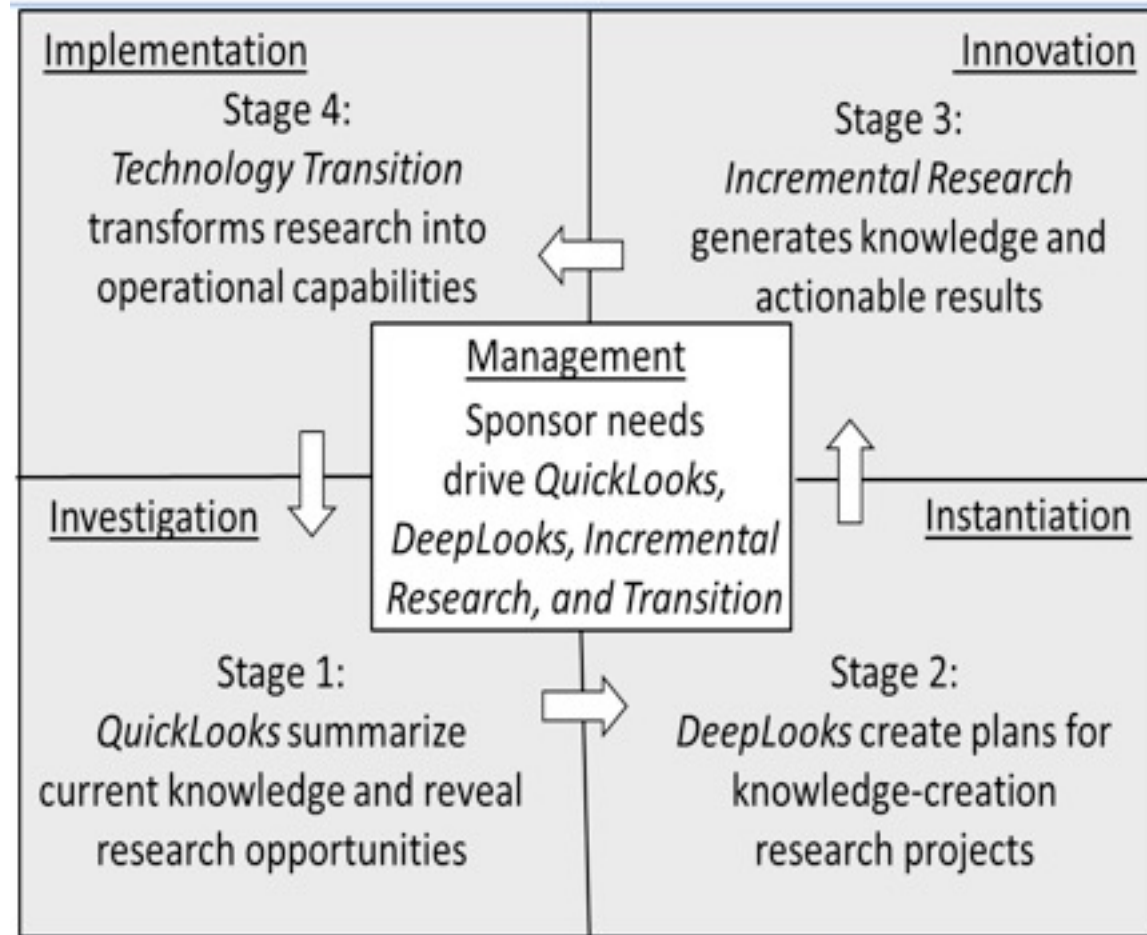 Implementation
Stage 4:
Technology Transition
transforms research into
operational capabilities
Innovation
Stage 3:
Incremental Research
generates knowledge and
actionable results
Management
Sponsor needs
drive QuickLooks,
DeepLooks, Incremental
Research, and Transition
Investigation
Stage 1:
QuickLooks summarize
current knowledge and reveal
research opportunities
Instantiation
Stage 2:
DeepLooks create plans for
knowledge-creation
research projects